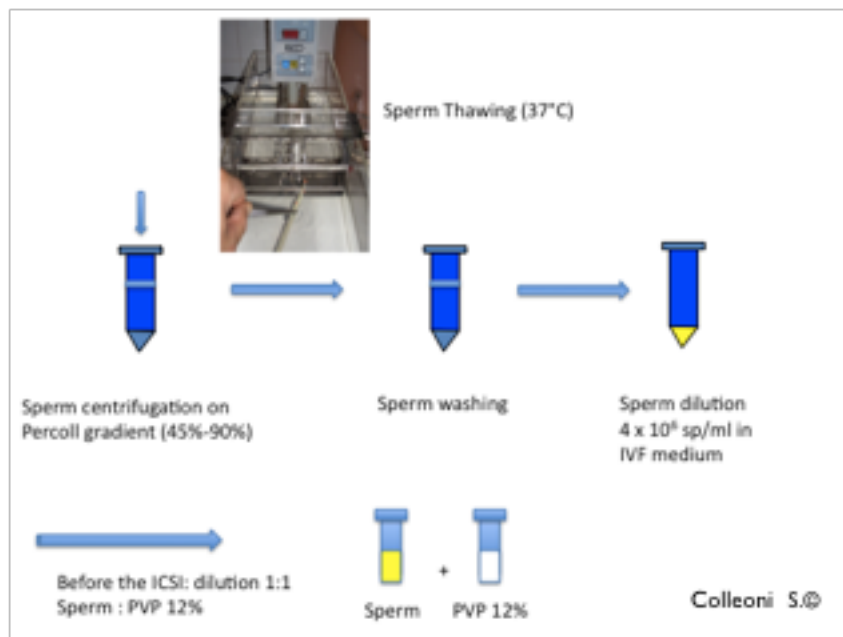 Sperm Thawing (37°C)
Sperm centrifugation on
Percoll gradient (45%-90%)
Sperm washing
Sperm dilution
4 x 10⁶ sp/ml in
IVF medium
Before the ICSI: dilution 1:1
Sperm : PVP 12%
Sperm
+
PVP 12%
Colleoni S.©